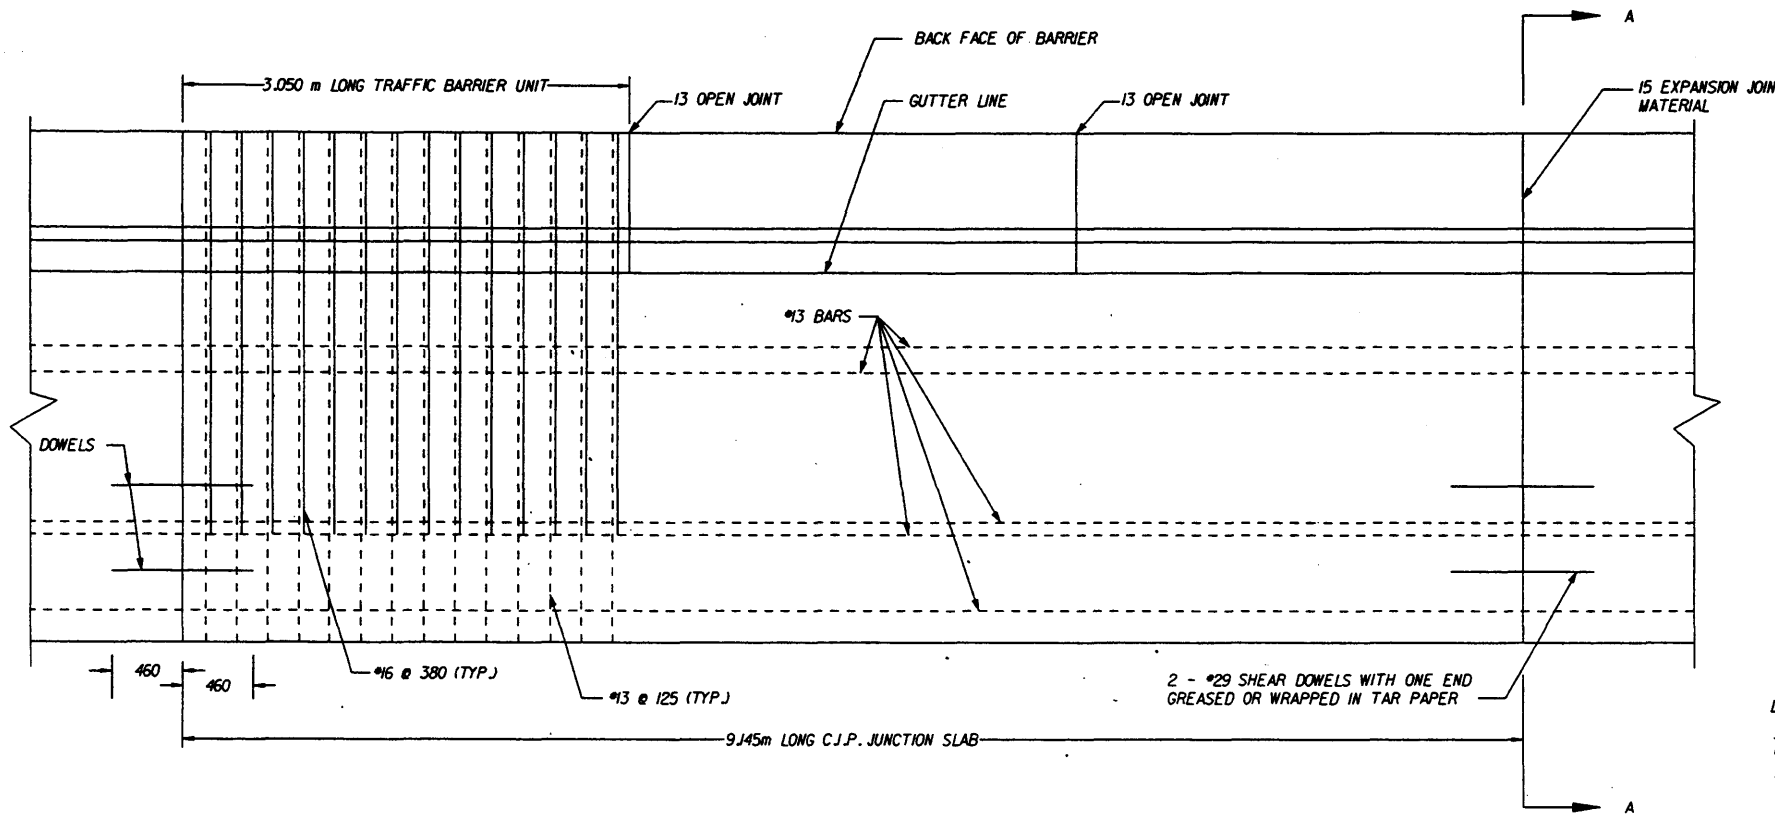 A
BACK FACE OF BARRIER
3.050 m LONG TRAFFIC BARRIER UNIT
13 OPEN JOINT
GUTTER LINE
13 OPEN JOINT
15 EXPANSION JOIN
MATERIAL
#13 BARS
DOWELS
460
460
#16 @ 380 (TYP.)
#13 @ 125 (TYP.)
2 - #29 SHEAR DOWELS WITH ONE END
GREASED OR WRAPPED IN TAR PAPER
9.145m LONG C.I.P. JUNCTION SLAB
A